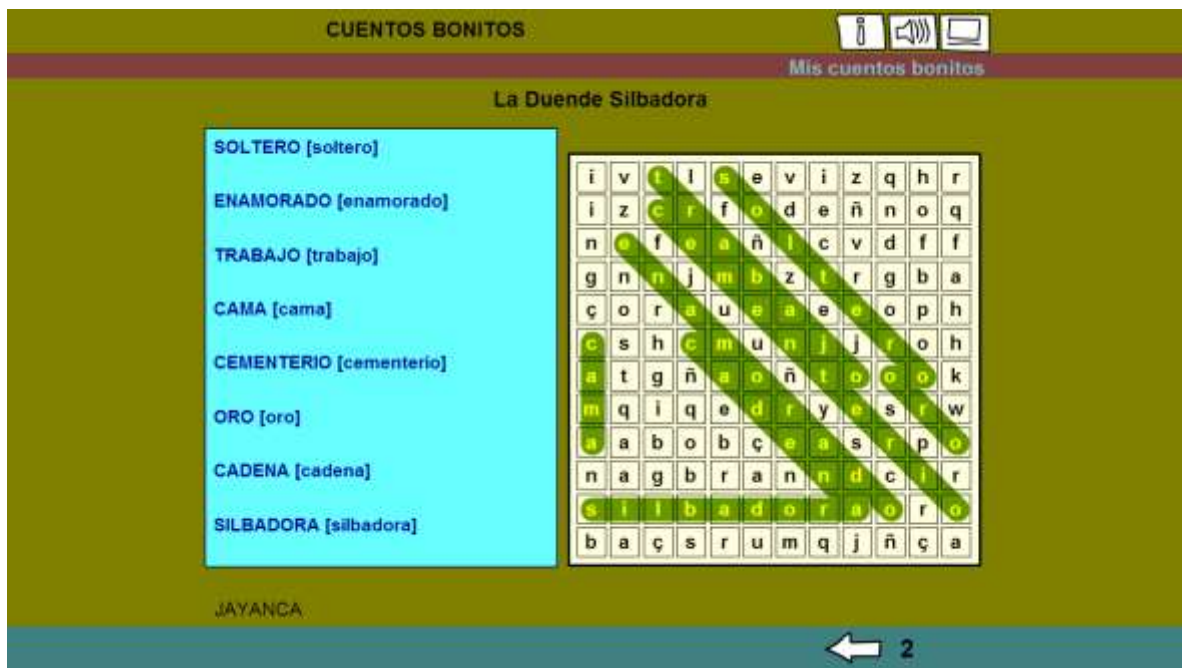 CUENTOS BONITOS
Mis cuentos bonitos
La Duende Silbadora
SOLTERO [soltero]
ENAMORADO [enamorado]
TRABAJO [trabajo]
CAMA [cama]
CEMENTERIO [cementerio]
ORO [oro]
CADENA [cadena]
SILBADORA [silbadora]
i v t l s e v i z q h r
i z c r f o d e ñ n o q
n e f e a ñ l c v d f f
g n n j m b z t r g b a
ç o r a u e a e e o p h
c s h c m u n j j r o h
a t g ñ a o ñ t o o o k
m q i q e d r y e s r w
a a b o b ç e a s r p o
n a g b r a n n d c i r
s i l b a d o r a o r o
b a ç s r u m q j ñ ç a
JAYANCA
2